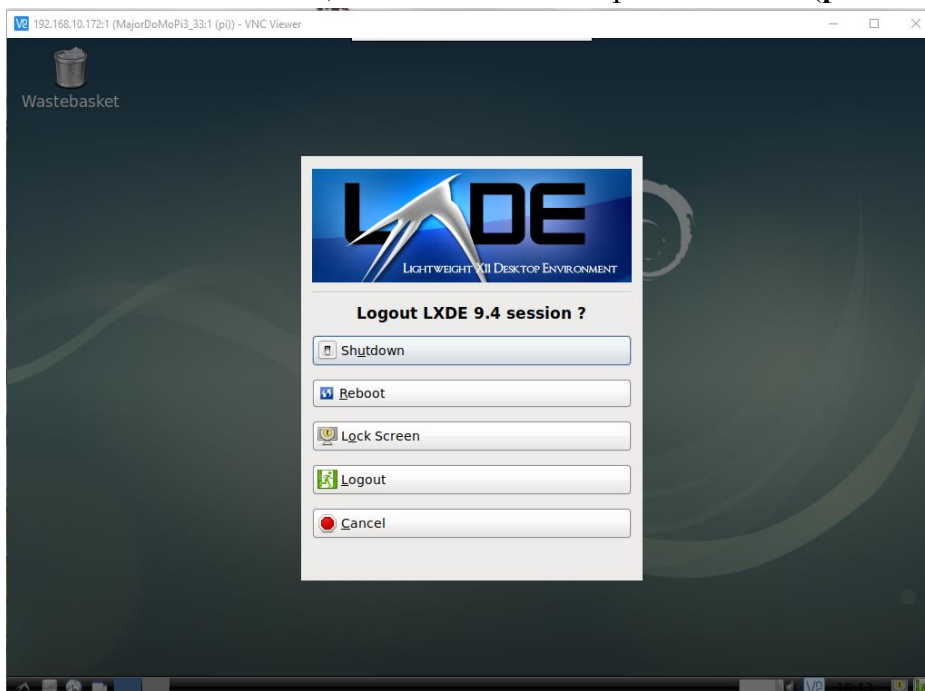 192.168.10.172:1 (MajorDoMoPi3_33:1 (pi)) - VNC Viewer
Wastebasket
LXDE
LIGHTWEIGHT X11 DESKTOP ENVIRONMENT
Logout LXDE 9.4 session ?
Shutdown
Reboot
Lock Screen
Logout
Cancel